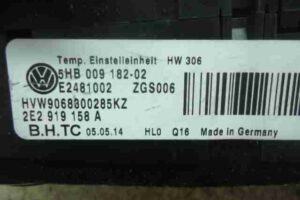 Temp. Einstelleinheit HW 306
5HB 009 182-02
E2481002 ZGS006
HVW9068800285KZ
2E2 919 158 A
B.H.TC 05.05.14 HL0 Q16 Made in Germany